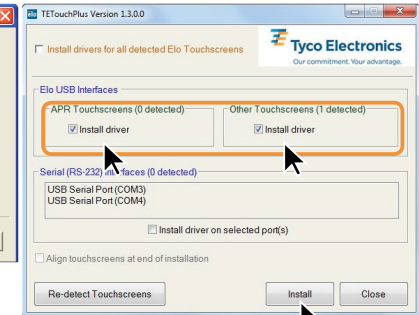 elo TETouchPlus Version 1.3.0.0
Install drivers for all detected Elo Touchscreens
Tyco Electronics
Our commitment. Your advantage.
Elo USB Interfaces
APR Touchscreens (0 detected)
Install driver
Other Touchscreens (1 detected)
Install driver
Serial (RS-232) Interfaces (0 detected)
USB Serial Port (COM3)
USB Serial Port (COM4)
Install driver on selected port(s)
Align touchscreens at end of installation
Re-detect Touchscreens
Install
Close